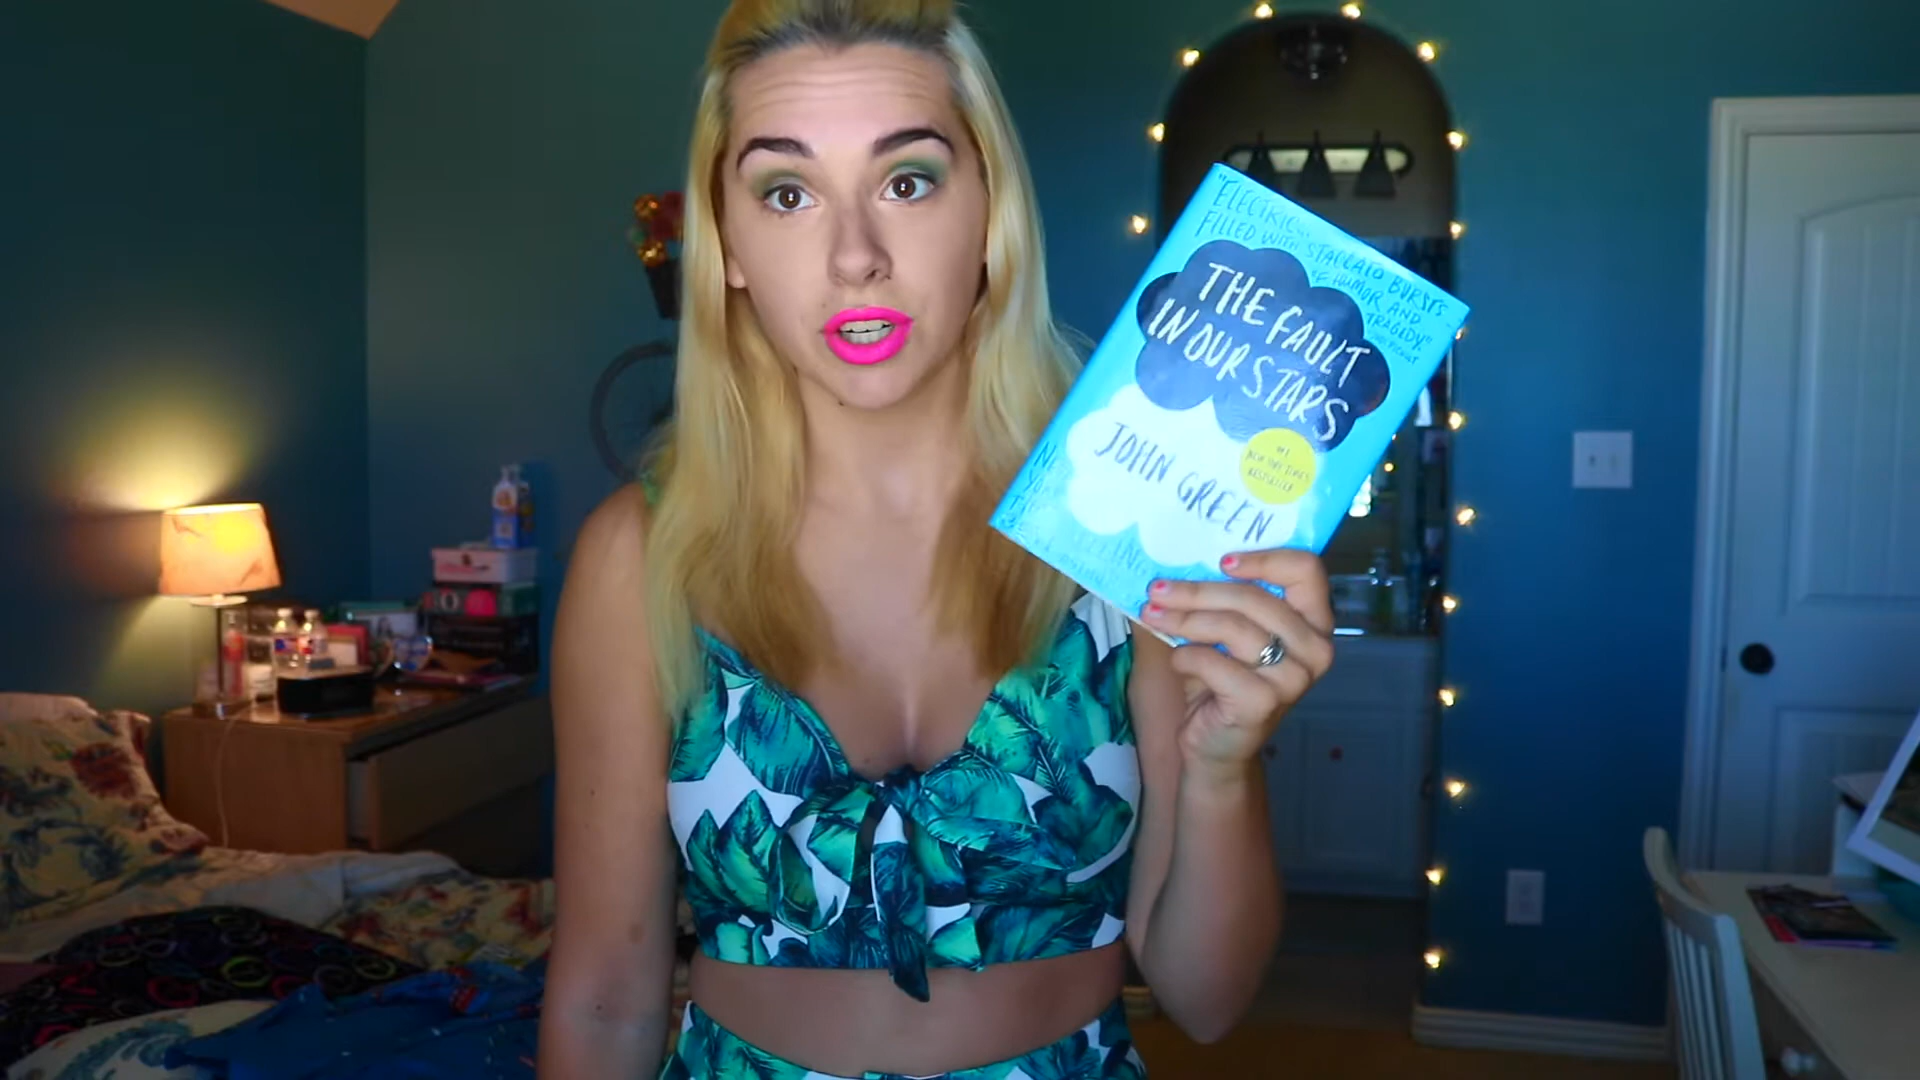 "ELECTRIC...
FILLED WITH STACCATO BURSTS
OF HUMOR AND
TRAGEDY."
THE FAULT
IN OUR STARS
JOHN GREEN
#1
NEW YORK TIMES
BESTSELLER